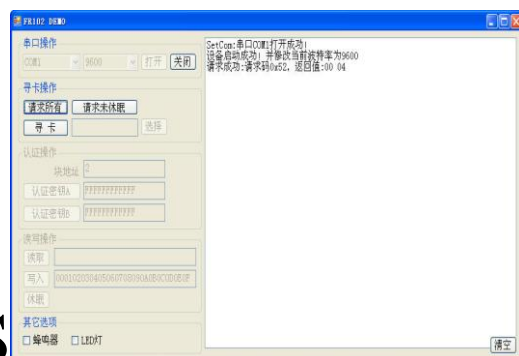 FR102 DEMO
串口操作
COM1 9600 打开 关闭
寻卡操作
请求所有 请求未休眠
寻 卡 选择
认证操作
块地址
认证密钥A FFFFFFFFFFFF
认证密钥B FFFFFFFFFFFF
读写操作
读取
写入 000102030405060708090A0B0C0D0E0F
休眠
其它选项
蜂鸣器 LED灯
SetCom:串口COM1打开成功!
设备启动成功! 并修改当前波特率为9600
请求成功:请求码0x52, 返回值:00 04
清空